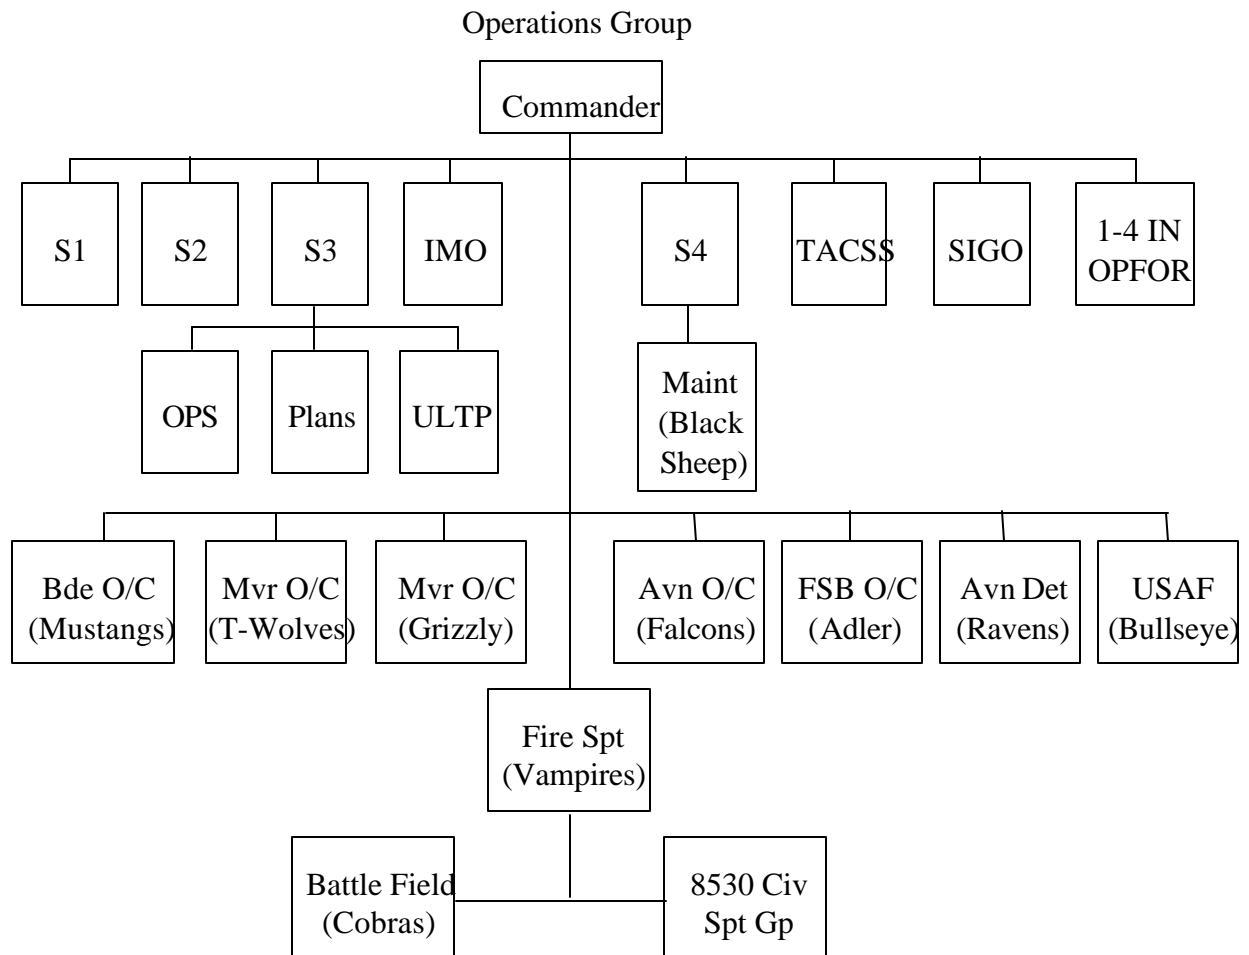 Operations Group
Commander
S1
S2
S3
IMO
S4
TACSS
SIGO
1-4 IN
OPFOR
OPS
Plans
ULTP
Maint
(Black
Sheep)
Bde O/C
(Mustangs)
Mvr O/C
(T-Wolves)
Mvr O/C
(Grizzly)
Avn O/C
(Falcons)
FSB O/C
(Adler)
Avn Det
(Ravens)
USAF
(Bullseye)
Fire Spt
(Vampires)
Battle Field
(Cobras)
8530 Civ
Spt Gp